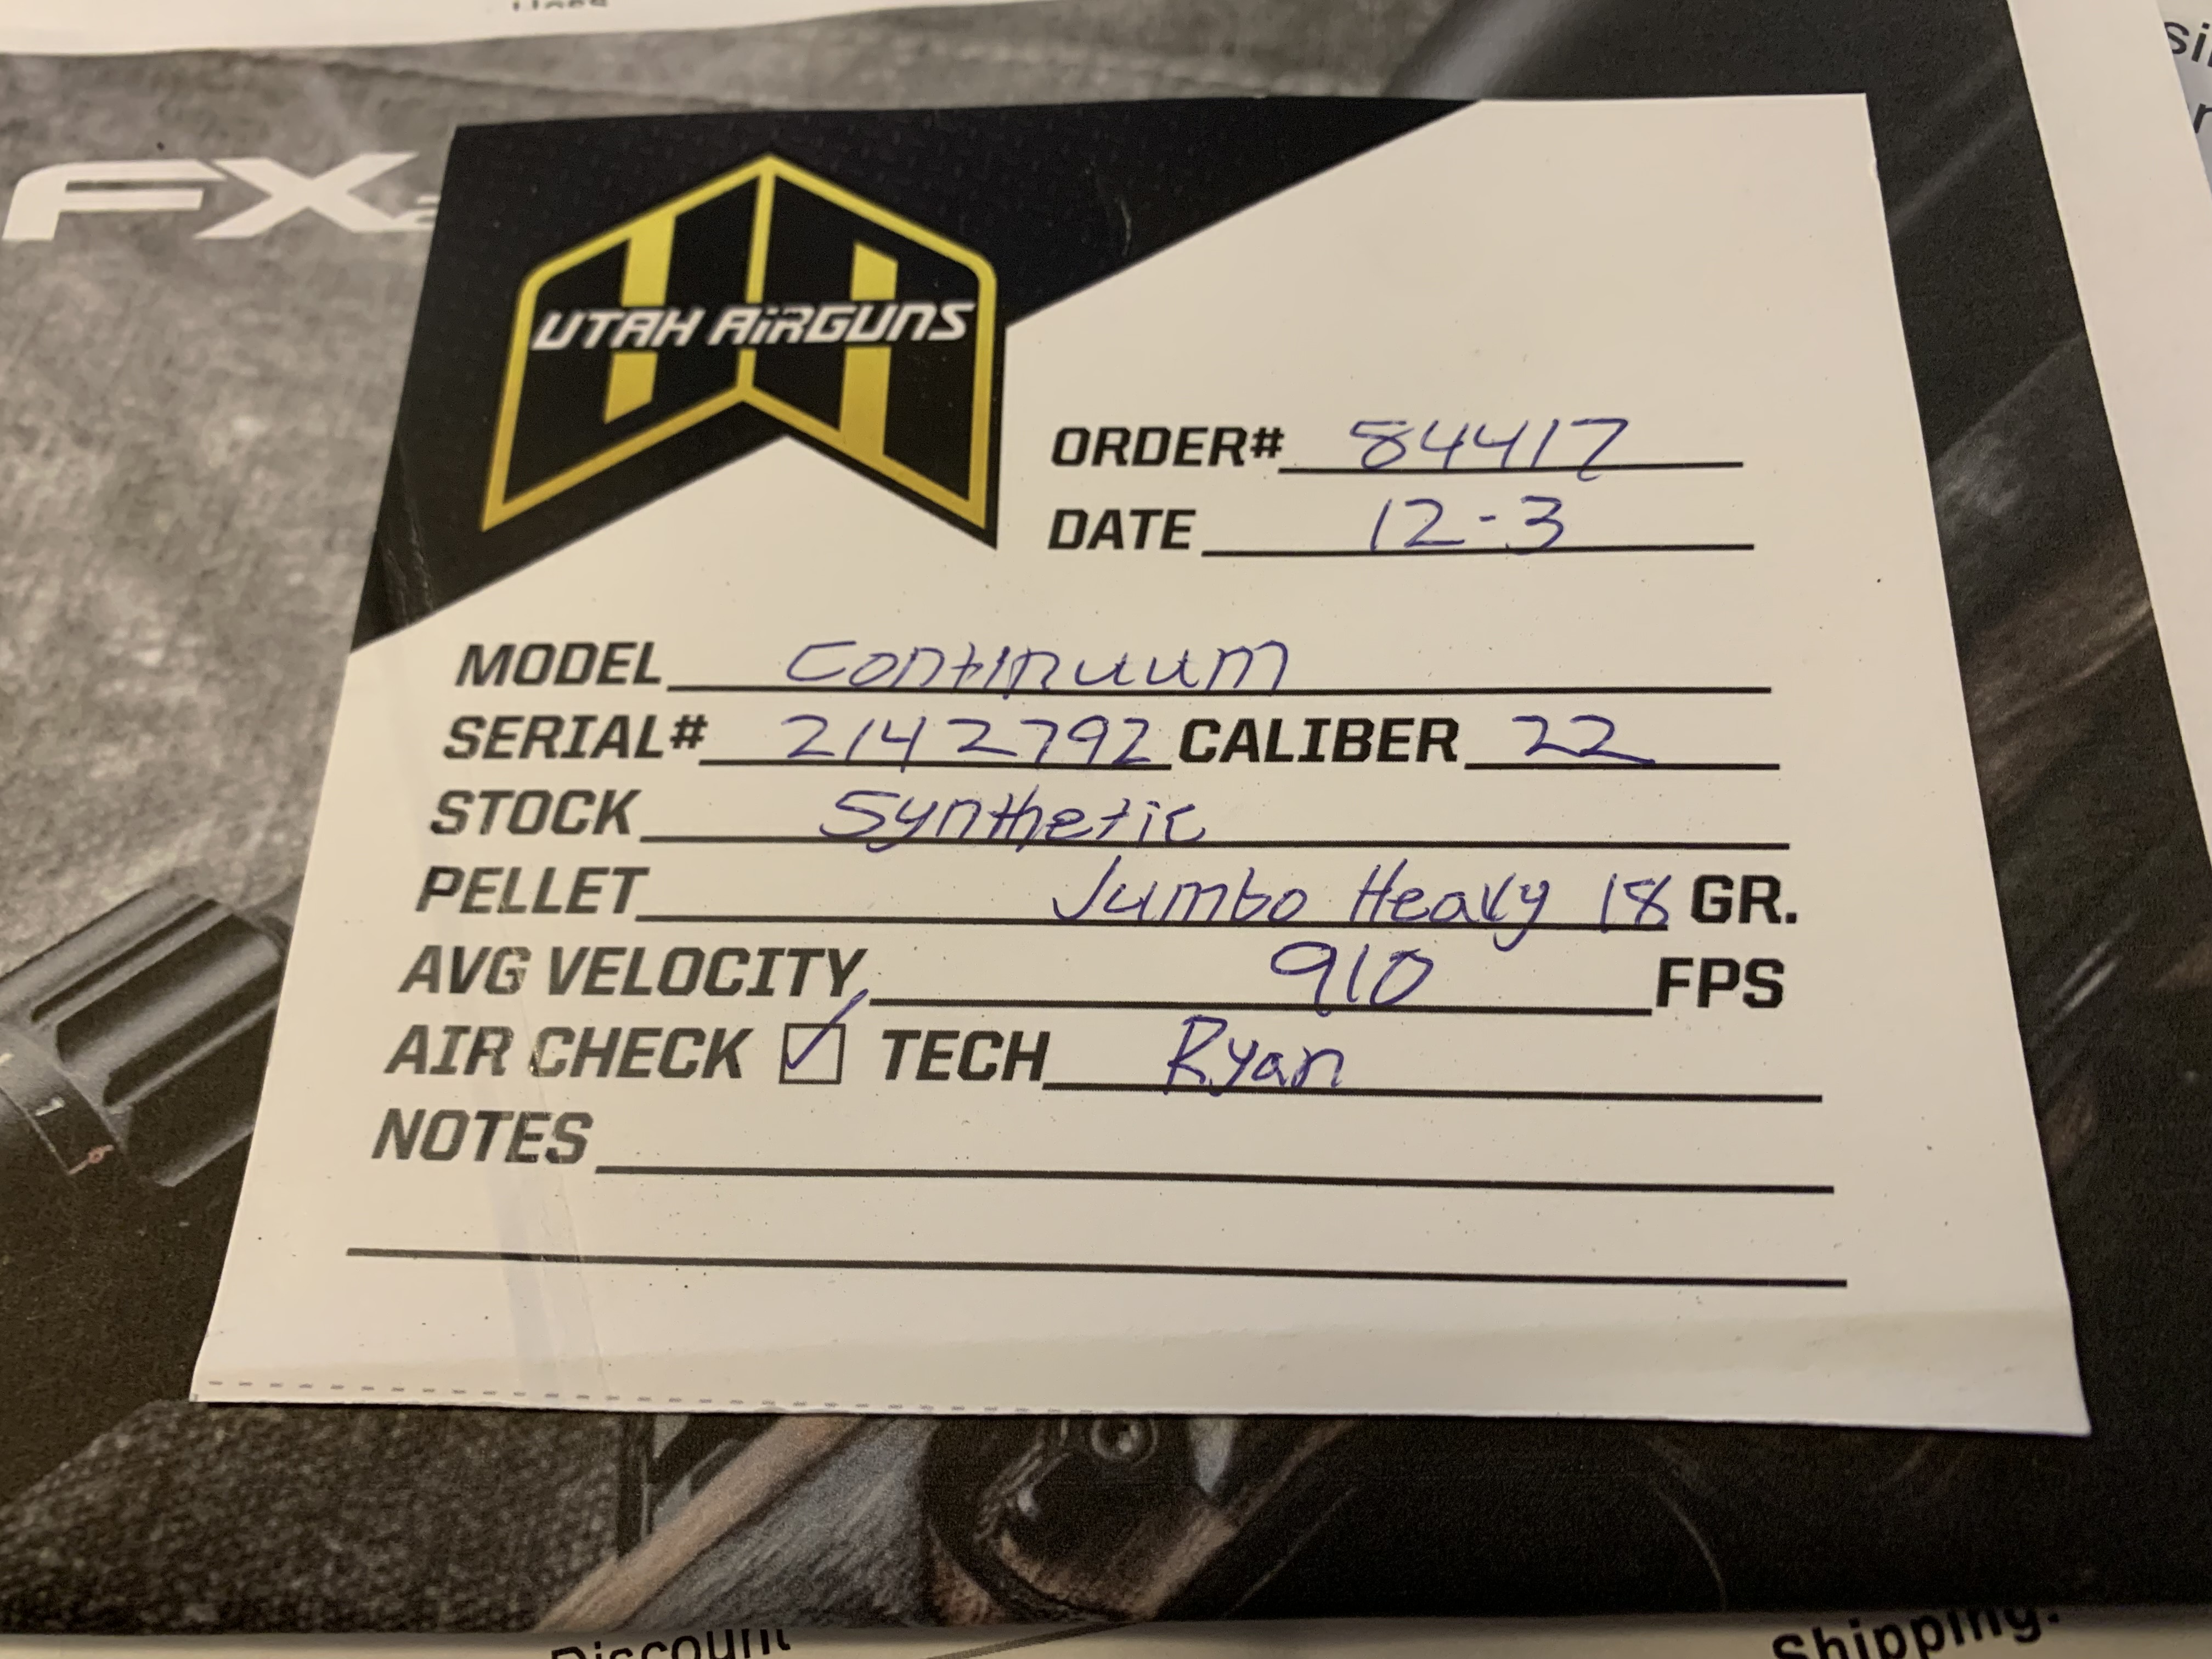 FX
UTAH AIRGUNS
ORDER# 84417
DATE 12-3
MODEL Continuum
SERIAL# 2142792 CALIBER 22
STOCK Synthetic
PELLET Jumbo Heavy 18 GR.
AVG VELOCITY 910 FPS
AIR CHECK ✓ TECH Ryan
NOTES
1
Discount
Shipping: